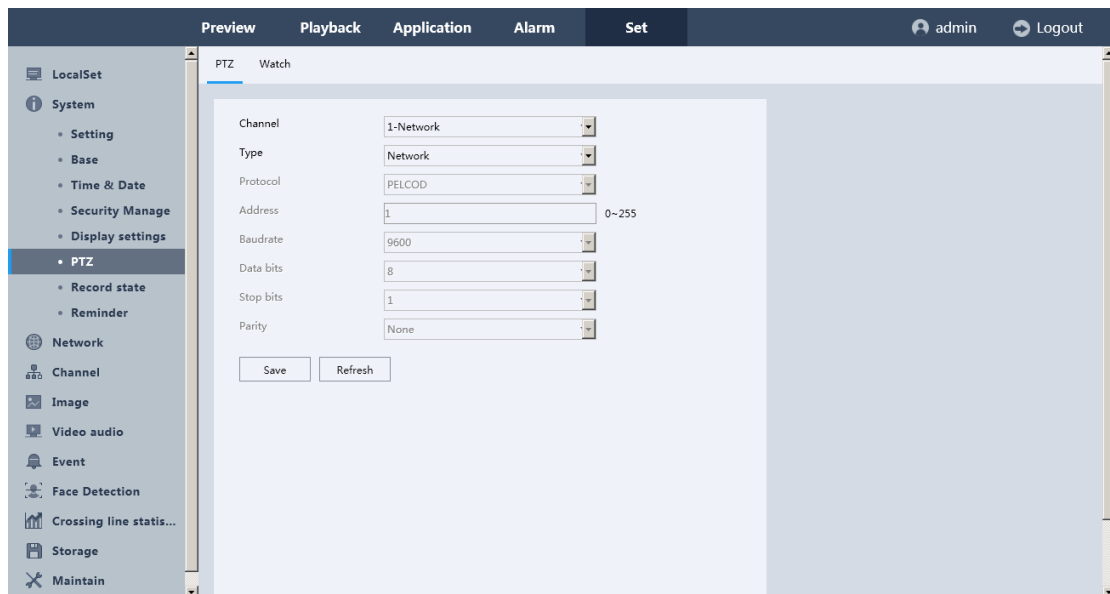 Preview Playback Application Alarm Set admin Logout
LocalSet
System
Setting
Base
Time & Date
Security Manage
Display settings
PTZ
Record state
Reminder
Network
Channel
Image
Video audio
Event
Face Detection
Crossing line statis...
Storage
Maintain
PTZ Watch
Channel 1-Network
Type Network
Protocol PELCOD
Address 1 0~255
Baudrate 9600
Data bits 8
Stop bits 1
Parity None
Save Refresh